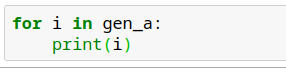 for i in gen_a:
    print(i)